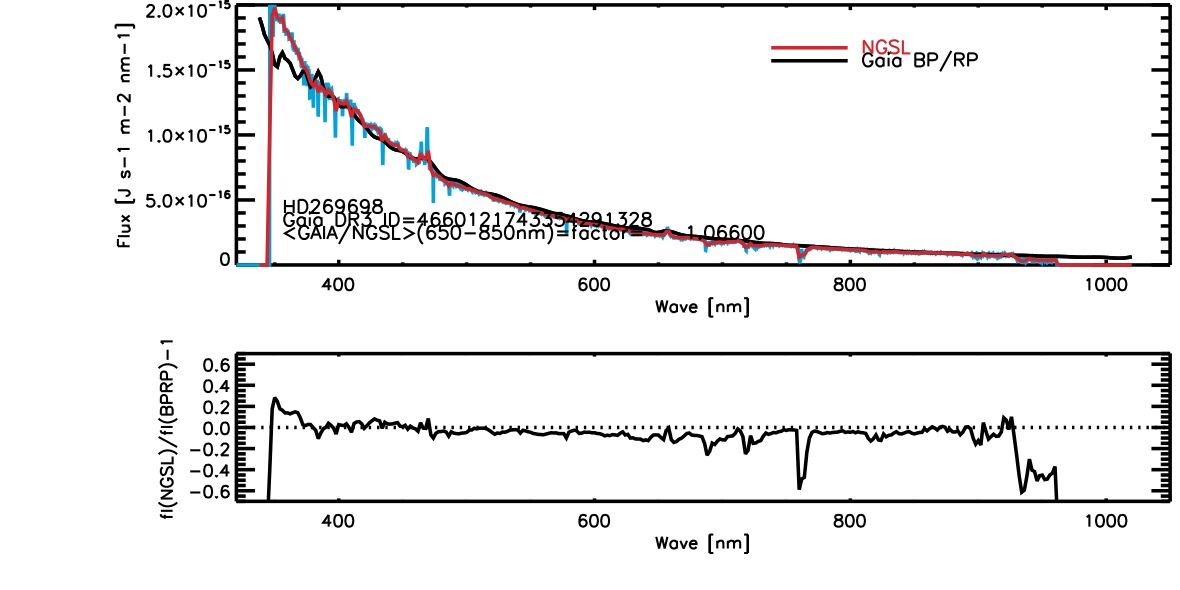 2.0×10−15
1.5×10−15
1.0×10−15
5.0×10−16
0
Flux [J s−1 m−2 nm−1]
NGSL
Gaia BP/RP
HD269698
Gaia DR3 ID=4660121743354291328
<GAIA/NGSL>(650−850nm)=factor= 1.06600
400 600 800 1000
Wave [nm]
fl(NGSL)/fl(BPRP)−1
0.6
0.4
0.2
0.0
−0.2
−0.4
−0.6
400 600 800 1000
Wave [nm]